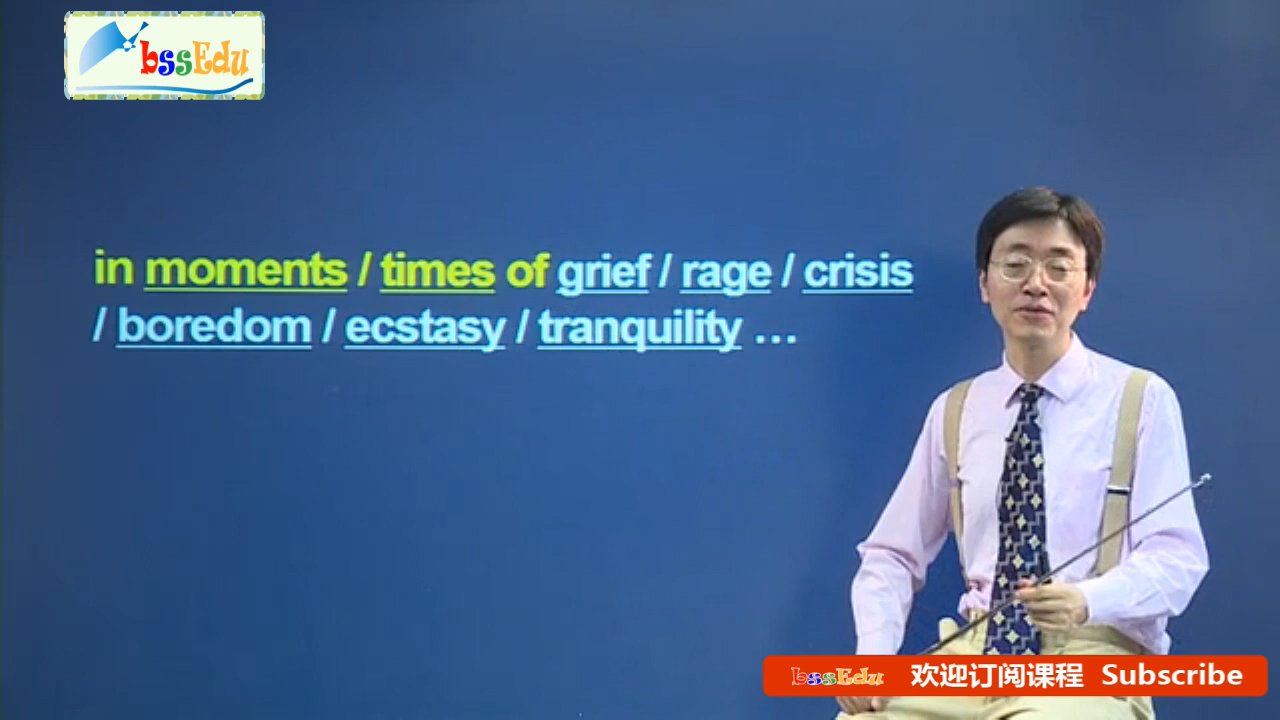 bssEdu
in moments / times of grief / rage / crisis
/ boredom / ecstasy / tranquility ...
bssEdu 欢迎订阅课程 Subscribe